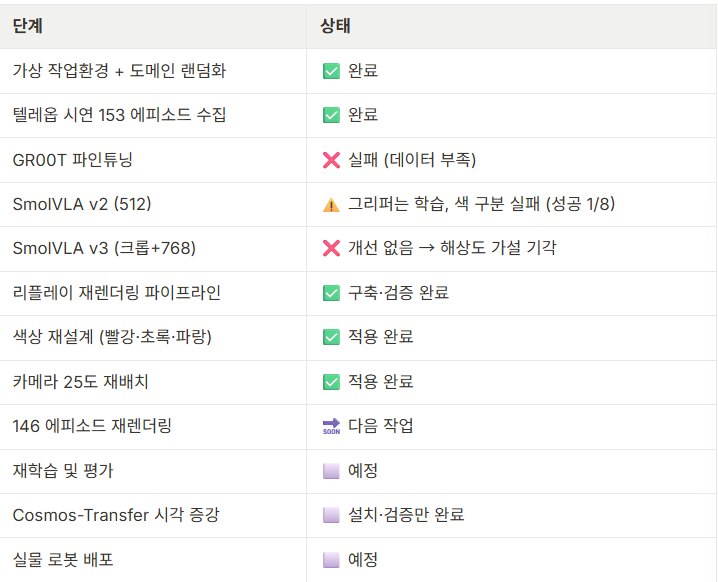 단계 상태
가상 작업환경 + 도메인 랜덤화 ✅ 완료
텔레옵 시연 153 에피소드 수집 ✅ 완료
GR00T 파인튜닝 ❌ 실패 (데이터 부족)
SmolVLA v2 (512) ⚠️ 그리퍼는 학습, 색 구분 실패 (성공 1/8)
SmolVLA v3 (크롭+768) ❌ 개선 없음 → 해상도 가설 기각
리플레이 재렌더링 파이프라인 ✅ 구축·검증 완료
색상 재설계 (빨강·초록·파랑) ✅ 적용 완료
카메라 25도 재배치 ✅ 적용 완료
146 에피소드 재렌더링 🔜 다음 작업
재학습 및 평가 예정
Cosmos-Transfer 시각 증강 설치·검증만 완료
실물 로봇 배포 예정